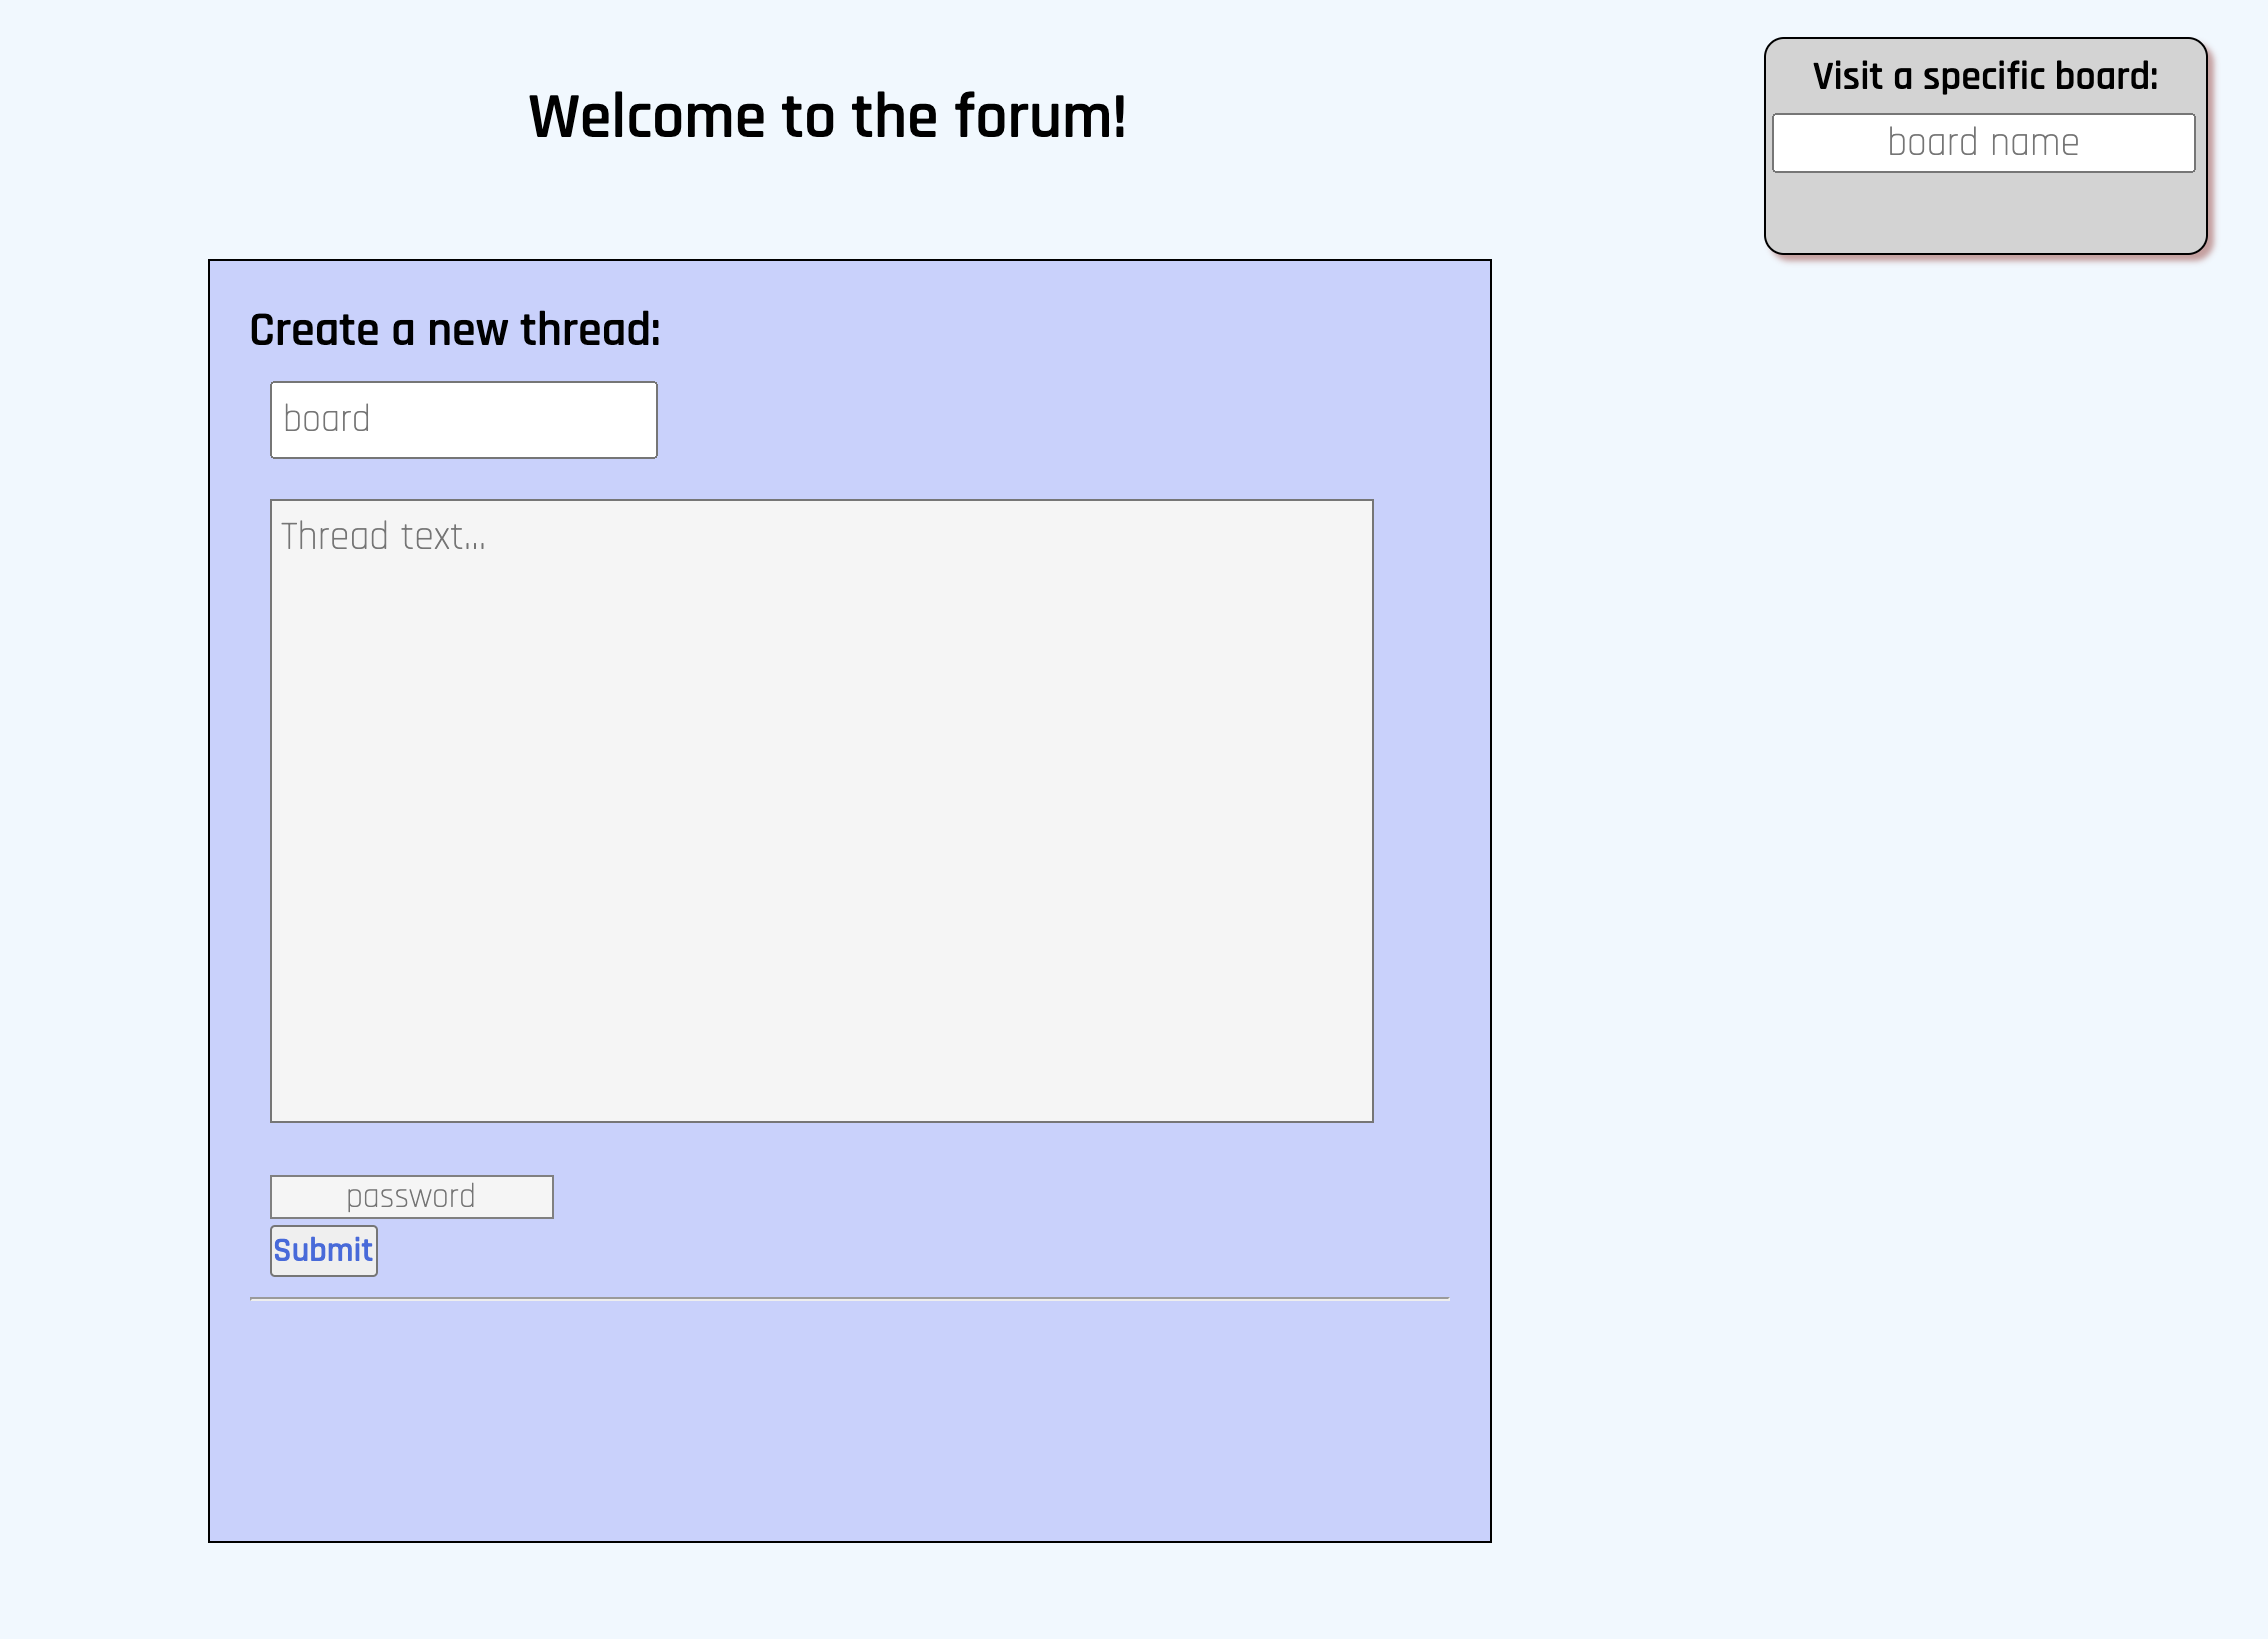 Welcome to the forum!
Visit a specific board:
board name
Create a new thread:
board
Thread text...
password
Submit